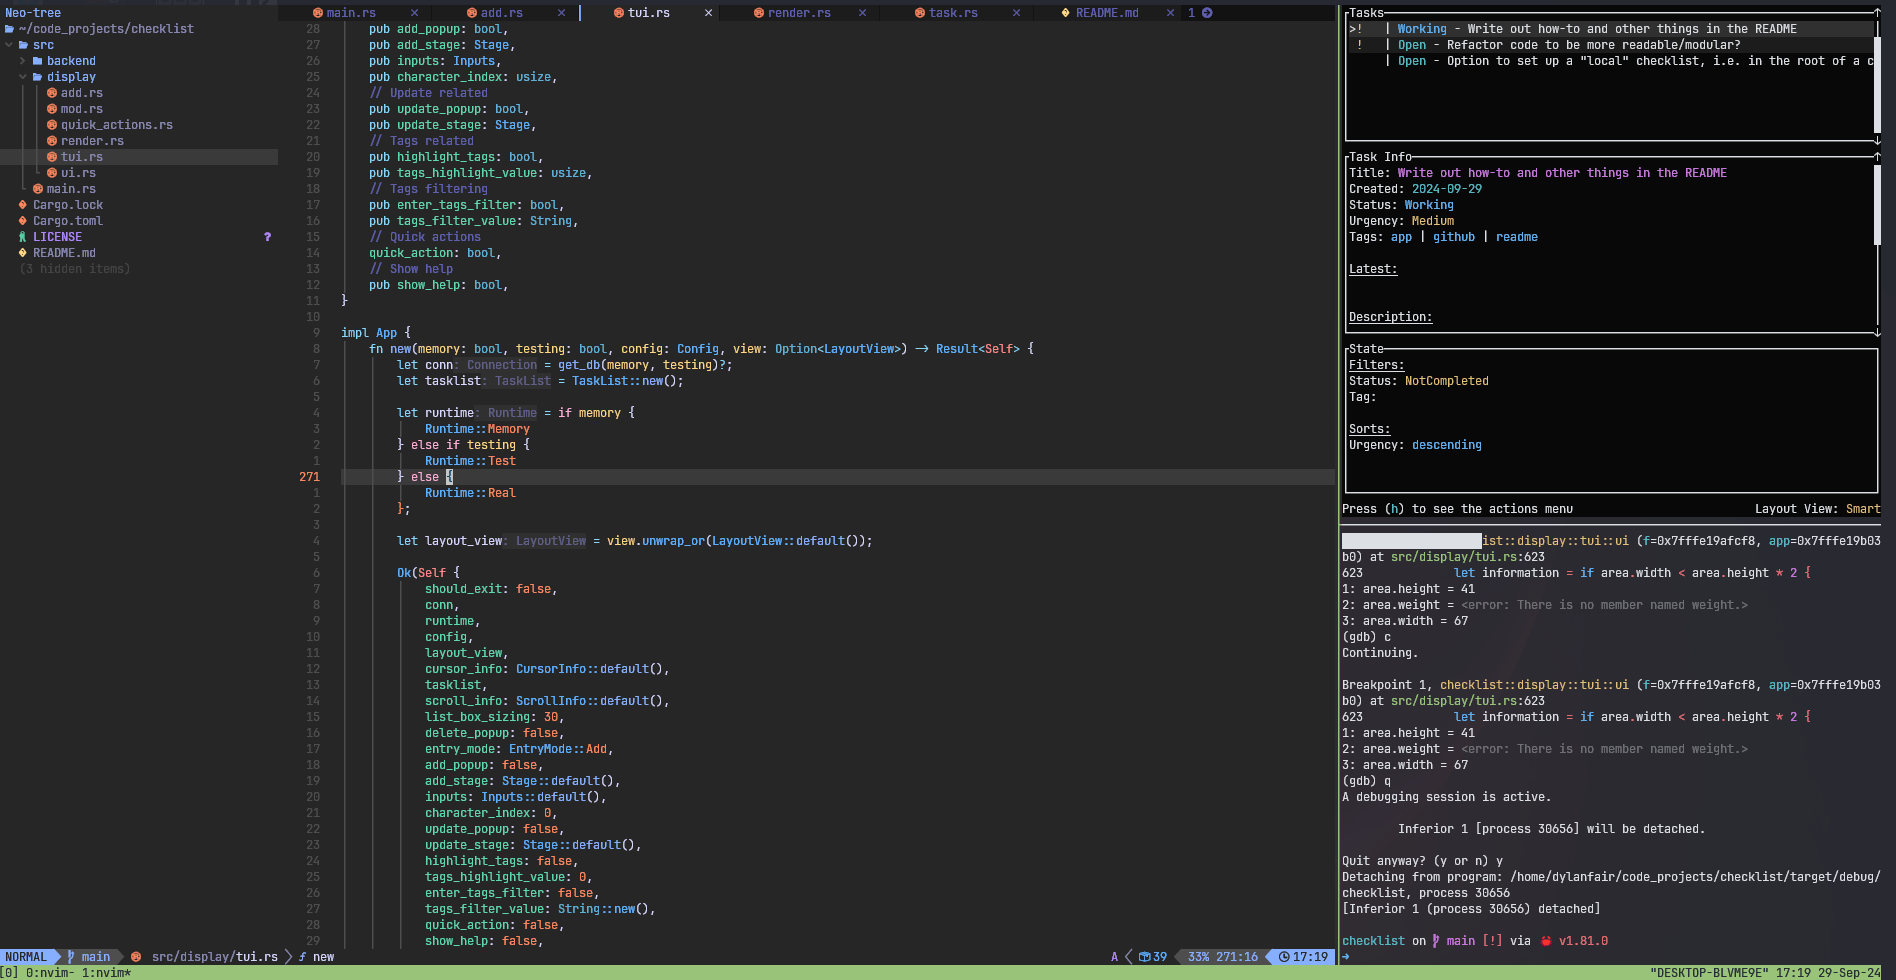 Neo-tree
~/code_projects/checklist
src
backend
display
add.rs
mod.rs
quick_actions.rs
render.rs
tui.rs
ui.rs
main.rs
Cargo.lock
Cargo.toml
LICENSE ?
README.md
(3 hidden items)
main.rs × add.rs × tui.rs × render.rs × task.rs × README.md × 1
28 pub add_popup: bool,
27 pub add_stage: Stage,
26 pub inputs: Inputs,
25 pub character_index: usize,
24 // Update related
23 pub update_popup: bool,
22 pub update_stage: Stage,
21 // Tags related
20 pub highlight_tags: bool,
19 pub tags_highlight_value: usize,
18 // Tags filtering
17 pub enter_tags_filter: bool,
16 pub tags_filter_value: String,
15 // Quick actions
14 quick_action: bool,
13 // Show help
12 pub show_help: bool,
11 }
10
9 impl App {
8 fn new(memory: bool, testing: bool, config: Config, view: Option<LayoutView>) -> Result<Self> {
7 let conn: Connection = get_db(memory, testing)?;
6 let tasklist: TaskList = TaskList::new();
5
4 let runtime: Runtime = if memory {
3 Runtime::Memory
2 } else if testing {
1 Runtime::Test
271 } else {
1 Runtime::Real
2 };
3
4 let layout_view: LayoutView = view.unwrap_or(LayoutView::default());
5
6 Ok(Self {
7 should_exit: false,
8 conn,
9 runtime,
10 config,
11 layout_view,
12 cursor_info: CursorInfo::default(),
13 tasklist,
14 scroll_info: ScrollInfo::default(),
15 list_box_sizing: 30,
16 delete_popup: false,
17 entry_mode: EntryMode::Add,
18 add_popup: false,
19 add_stage: Stage::default(),
20 inputs: Inputs::default(),
21 character_index: 0,
22 update_popup: false,
23 update_stage: Stage::default(),
24 highlight_tags: false,
25 tags_highlight_value: 0,
26 enter_tags_filter: false,
27 tags_filter_value: String::new(),
28 quick_action: false,
29 show_help: false,
Tasks
>! | Working - Write out how-to and other things in the README
! | Open - Refactor code to be more readable/modular?
| Open - Option to set up a "local" checklist, i.e. in the root of a c
Task Info
Title: Write out how-to and other things in the README
Created: 2024-09-29
Status: Working
Urgency: Medium
Tags: app | github | readme
Latest:
Description:
State
Filters:
Status: NotCompleted
Tag:
Sorts:
Urgency: descending
Press (h) to see the actions menu Layout View: Smart
ist::display::tui::ui (f=0x7fffe19afcf8, app=0x7fffe19b03
b0) at src/display/tui.rs:623
623 let information = if area.width < area.height * 2 {
1: area.height = 41
2: area.weight = <error: There is no member named weight.>
3: area.width = 67
(gdb) c
Continuing.
Breakpoint 1, checklist::display::tui::ui (f=0x7fffe19afcf8, app=0x7fffe19b03
b0) at src/display/tui.rs:623
623 let information = if area.width < area.height * 2 {
1: area.height = 41
2: area.weight = <error: There is no member named weight.>
3: area.width = 67
(gdb) q
A debugging session is active.
Inferior 1 [process 30656] will be detached.
Quit anyway? (y or n) y
Detaching from program: /home/dylanfair/code_projects/checklist/target/debug/
checklist, process 30656
[Inferior 1 (process 30656) detached]
checklist on main [!] via v1.81.0
→
NORMAL main src/display/tui.rs > f new A < 39 33% 271:16 17:19
[0] 0:nvim- 1:nvim* "DESKTOP-BLVME9E" 17:19 29-Sep-24